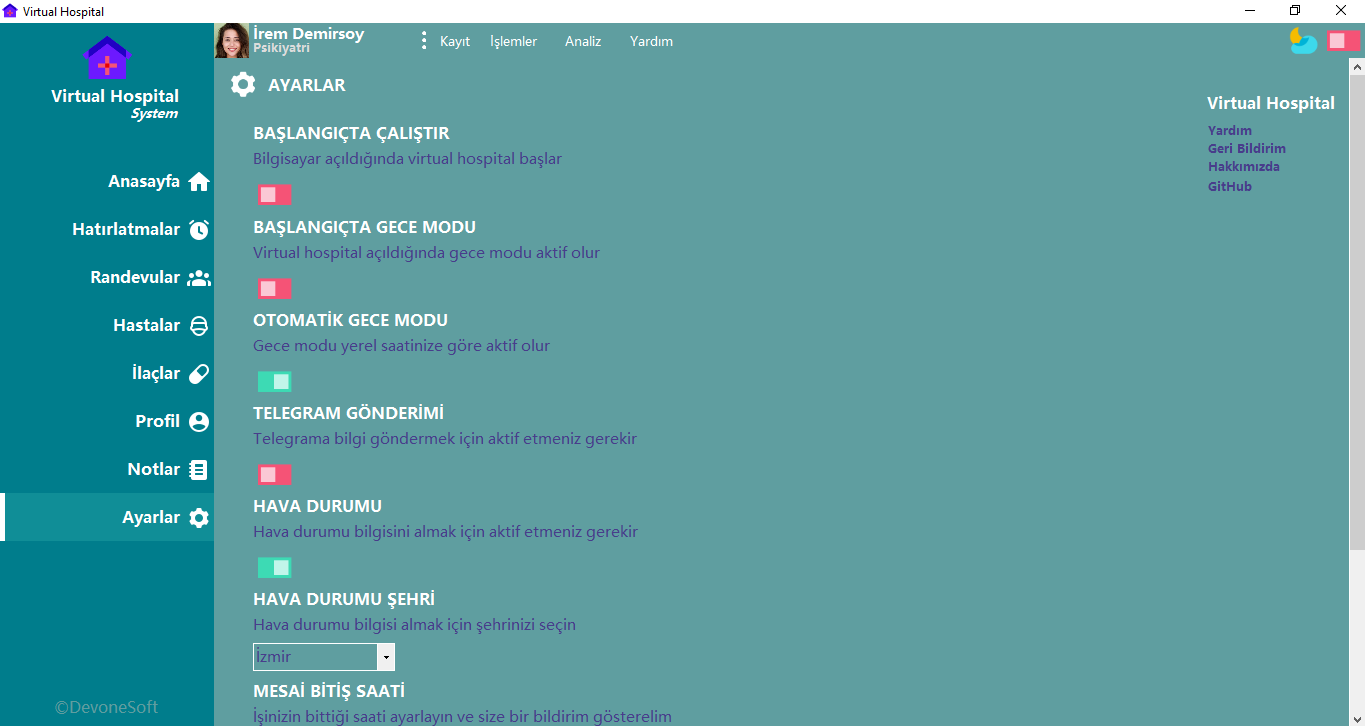 Virtual Hospital
Virtual Hospital
System
Anasayfa
Hatırlatmalar
Randevular
Hastalar
İlaçlar
Profil
Notlar
Ayarlar
©DevoneSoft
İrem Demirsoy
Psikiyatri
Kayıt İşlemler Analiz Yardım
AYARLAR
BAŞLANGIÇTA ÇALIŞTIR
Bilgisayar açıldığında virtual hospital başlar
BAŞLANGIÇTA GECE MODU
Virtual hospital açıldığında gece modu aktif olur
OTOMATİK GECE MODU
Gece modu yerel saatinize göre aktif olur
TELEGRAM GÖNDERİMİ
Telegrama bilgi göndermek için aktif etmeniz gerekir
HAVA DURUMU
Hava durumu bilgisini almak için aktif etmeniz gerekir
HAVA DURUMU ŞEHRİ
Hava durumu bilgisi almak için şehrinizi seçin
İzmir
MESAİ BİTİŞ SAATİ
İşinizin bittiği saati ayarlayın ve size bir bildirim gösterelim
Virtual Hospital
Yardım
Geri Bildirim
Hakkımızda
GitHub